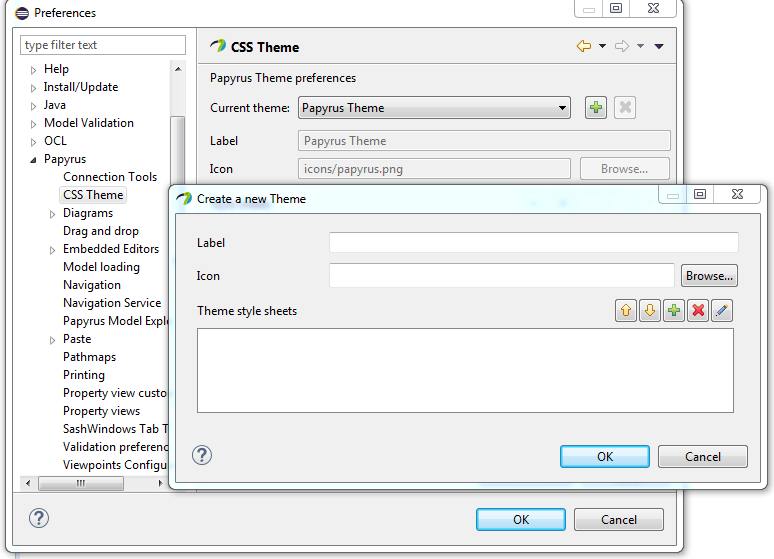 Preferences
type filter text
Help
Install/Update
Java
Model Validation
OCL
Papyrus
Connection Tools
CSS Theme
Diagrams
Drag and drop
Embedded Editors
Model loading
Navigation
Navigation Service
Papyrus Model Expl
Paste
Pathmaps
Printing
Property view custo
Property views
SashWindows Tab T
Validation preferenc
Viewpoints Configu
CSS Theme
Papyrus Theme preferences
Current theme: Papyrus Theme
Label Papyrus Theme
Icon icons/papyrus.png Browse...
Create a new Theme
Label
Icon Browse...
Theme style sheets
OK Cancel
OK Cancel